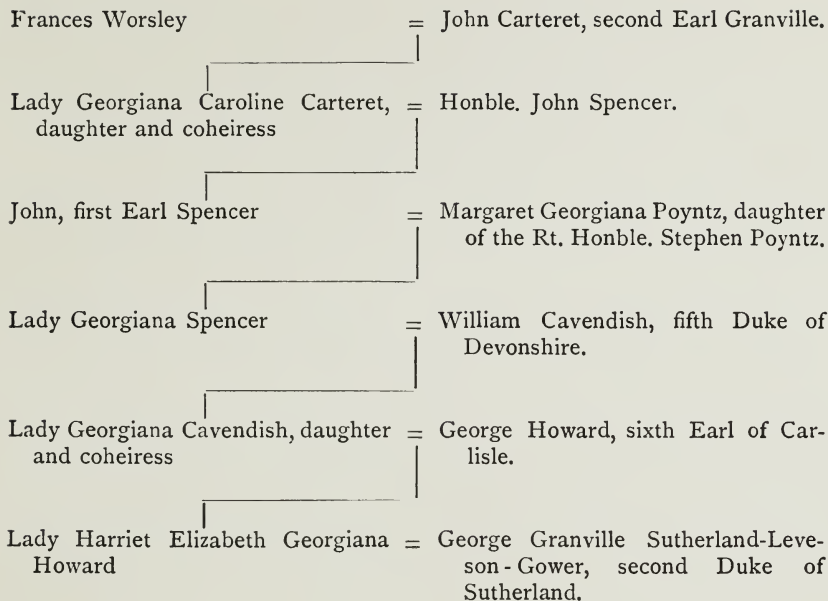 Frances Worsley = John Carteret, second Earl Granville.
Lady Georgiana Caroline Carteret, = Honble. John Spencer.
daughter and coheiress
John, first Earl Spencer = Margaret Georgiana Poyntz, daughter
of the Rt. Honble. Stephen Poyntz.
Lady Georgiana Spencer = William Cavendish, fifth Duke of
Devonshire.
Lady Georgiana Cavendish, daughter = George Howard, sixth Earl of Car-
and coheiress lisle.
Lady Harriet Elizabeth Georgiana = George Granville Sutherland-Leve-
Howard son-Gower, second Duke of
Sutherland.